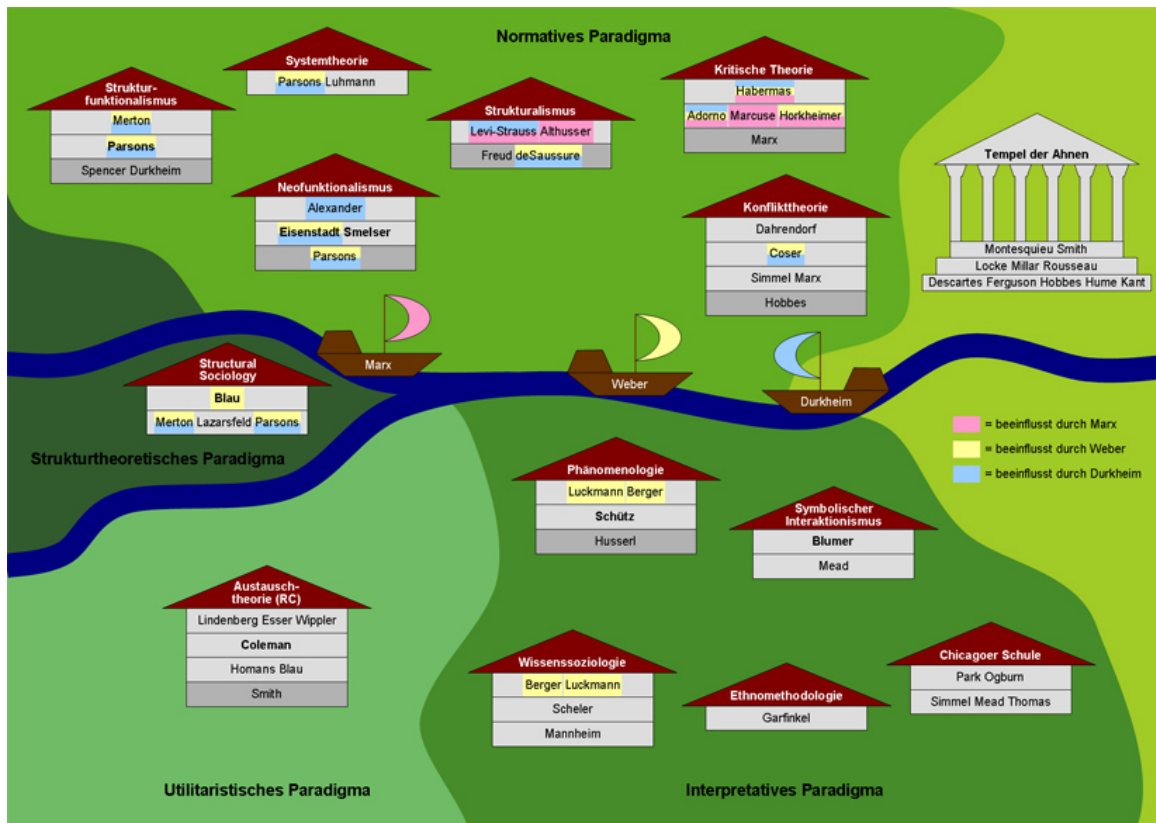 Normatives Paradigma
Systemtheorie
Parsons Luhmann
Struktur-
funktionalismus
Merton
Parsons
Spencer Durkheim
Strukturalismus
Levi-Strauss Althusser
Freud deSaussure
Kritische Theorie
Habermas
Adorno Marcuse Horkheimer
Marx
Tempel der Ahnen
Montesquieu Smith
Locke Millar Rousseau
Descartes Ferguson Hobbes Hume Kant
Neofunktionalismus
Alexander
Eisenstadt Smelser
Parsons
Konflikttheorie
Dahrendorf
Coser
Simmel Marx
Hobbes
Marx
Weber
Durkheim
Structural
Sociology
Blau
Merton Lazarsfeld Parsons
Strukturtheoretisches Paradigma
= beeinflusst durch Marx
= beeinflusst durch Weber
= beeinflusst durch Durkheim
Phänomenologie
Luckmann Berger
Schütz
Husserl
Symbolischer
Interaktionismus
Blumer
Mead
Austausch-
theorie (RC)
Lindenberg Esser Wippler
Coleman
Homans Blau
Smith
Wissenssoziologie
Berger Luckmann
Scheler
Mannheim
Ethnomethodologie
Garfinkel
Chicagoer Schule
Park Ogburn
Simmel Mead Thomas
Utilitaristisches Paradigma
Interpretatives Paradigma